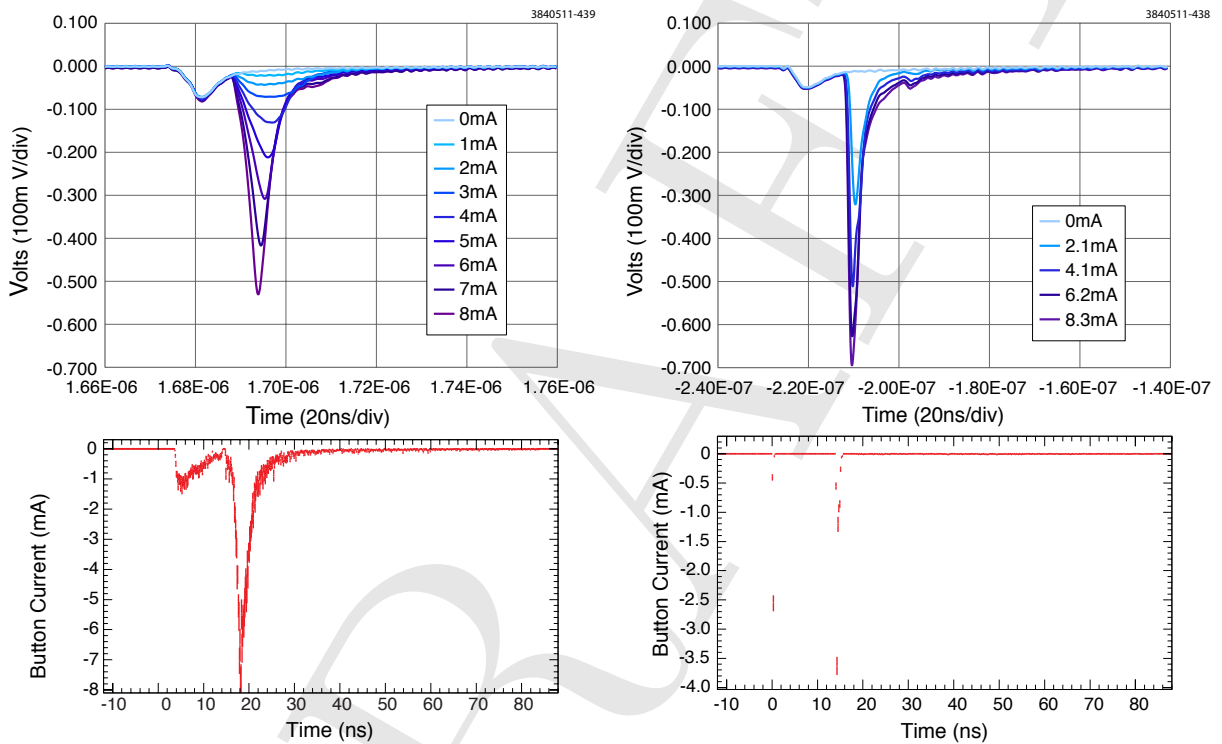 3840511-439
0.100
0.000
-0.100
-0.200
-0.300
-0.400
-0.500
-0.600
-0.700
Volts (100m V/div)
0mA
1mA
2mA
3mA
4mA
5mA
6mA
7mA
8mA
1.66E-06 1.68E-06 1.70E-06 1.72E-06 1.74E-06 1.76E-06
Time (20ns/div)
3840511-438
0.100
0.000
-0.100
-0.200
-0.300
-0.400
-0.500
-0.600
-0.700
Volts (100m V/div)
0mA
2.1mA
4.1mA
6.2mA
8.3mA
-2.40E-07 -2.20E-07 -2.00E-07 -1.80E-07 -1.60E-07 -1.40E-07
Time (20ns/div)
0
-1
-2
-3
-4
-5
-6
-7
-8
Button Current (mA)
-10 0 10 20 30 40 50 60 70 80
Time (ns)
0
-0.5
-1.0
-1.5
-2.0
-2.5
-3.0
-3.5
-4.0
Button Current (mA)
-10 0 10 20 30 40 50 60 70 80
Time (ns)